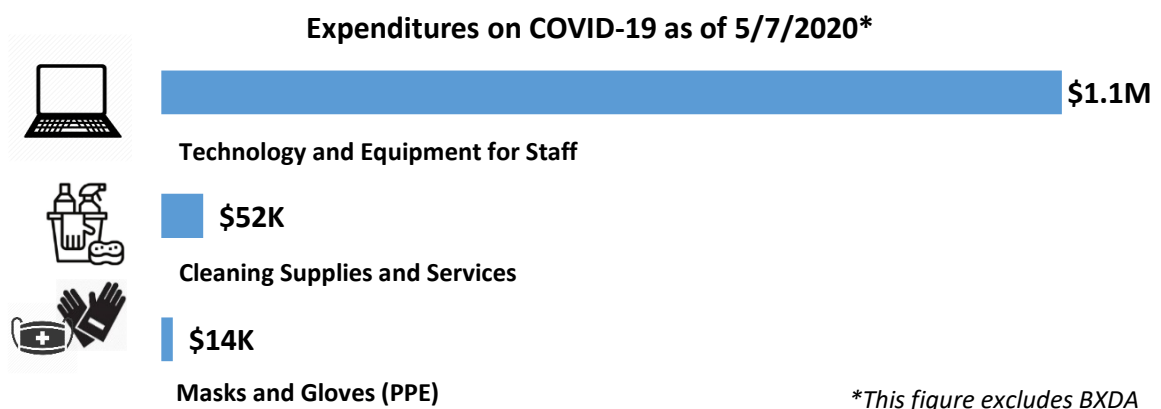 Expenditures on COVID-19 as of 5/7/2020*
$1.1M
Technology and Equipment for Staff
$52K
Cleaning Supplies and Services
$14K
Masks and Gloves (PPE)
*This figure excludes BXDA